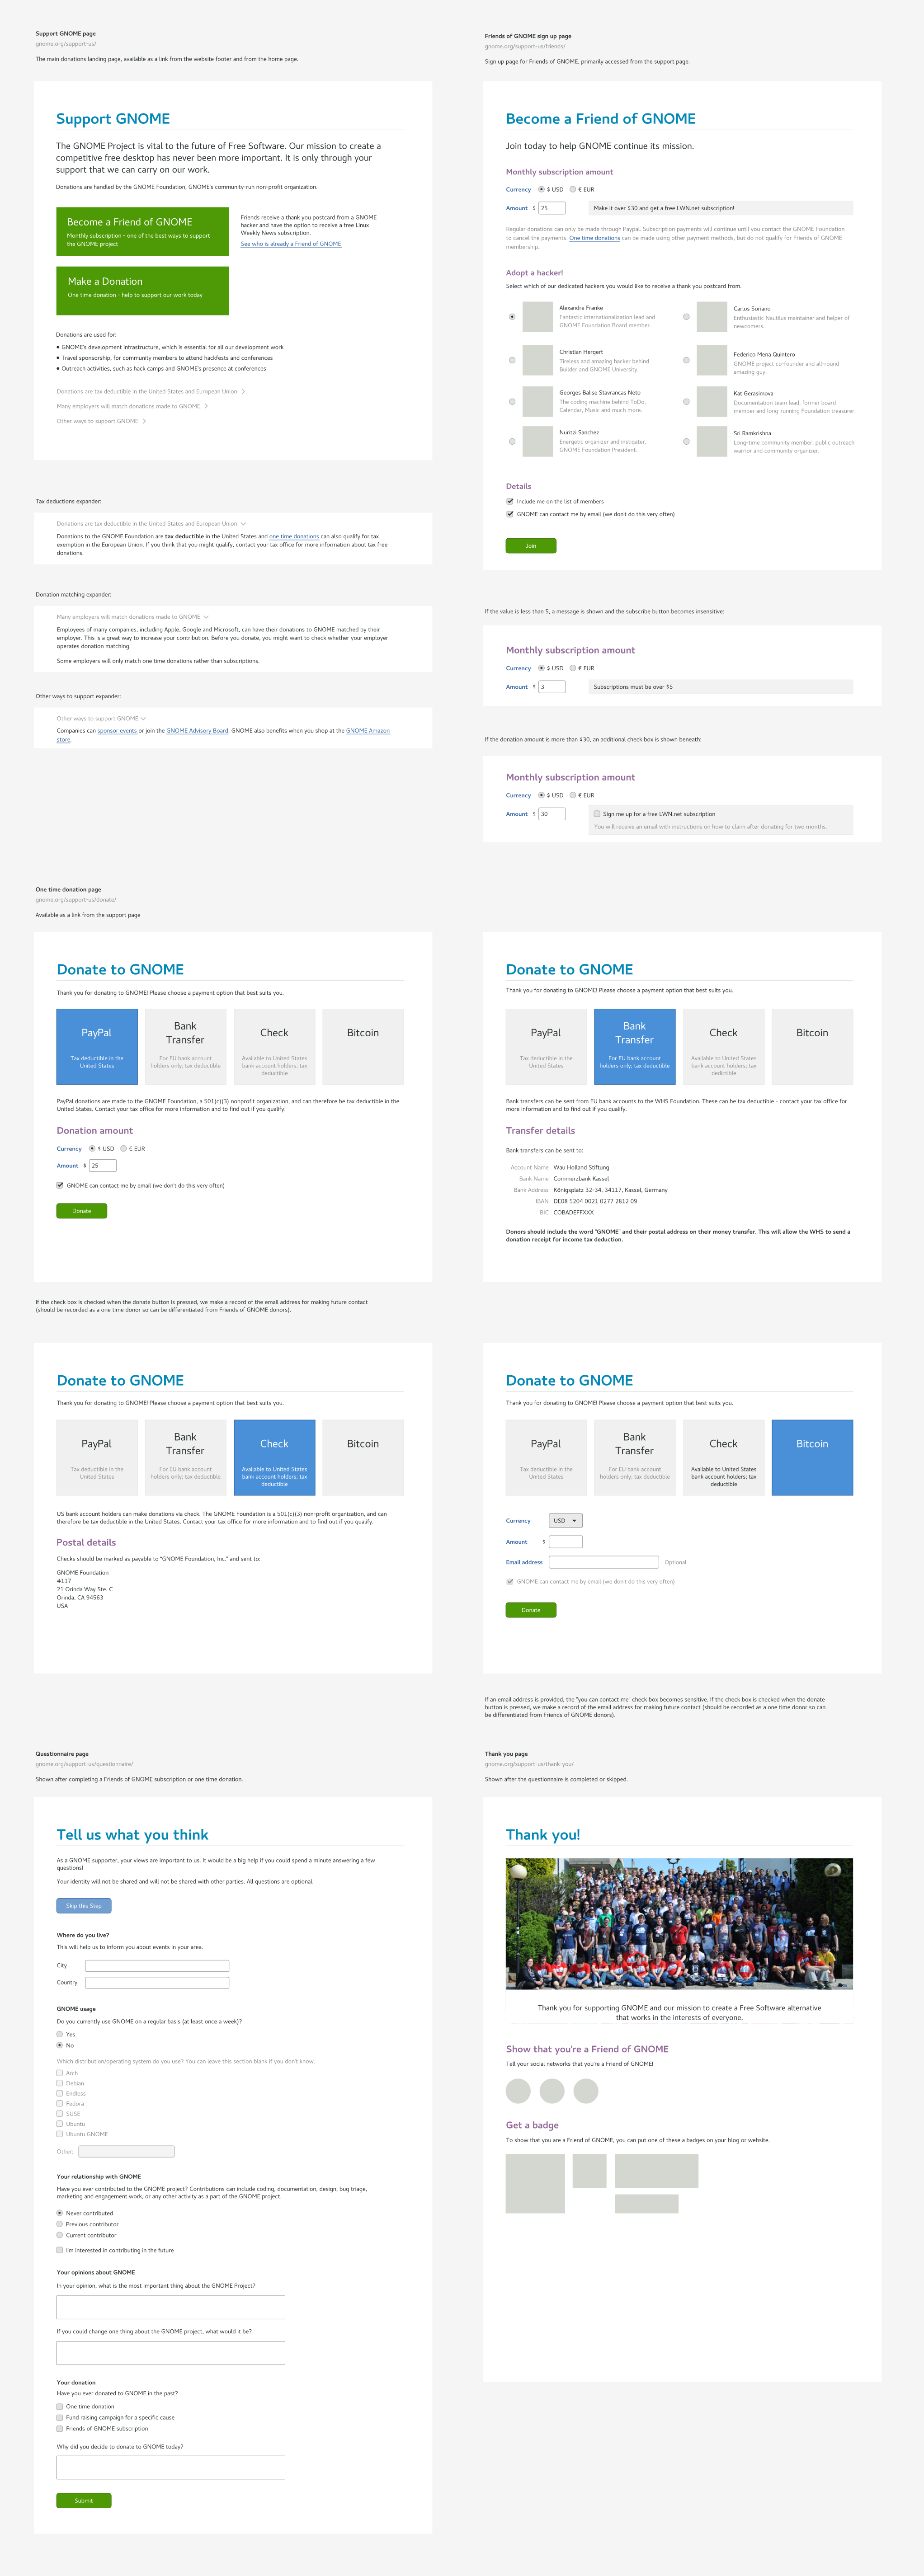 Support GNOME page
gnome.org/support-us/
The main donations landing page, available as a link from the website footer and from the home page.
Support GNOME
The GNOME Project is vital to the future of Free Software. Our mission to create a
competitive free desktop has never been more important. It is only through your
support that we can carry on our work.
Donations are handled by the GNOME Foundation, GNOME's community-run non-profit organization.
Become a Friend of GNOME
Monthly subscription - one of the best ways to support
the GNOME project
Friends receive a thank you postcard from a GNOME
hacker and have the option to receive a free Linux
Weekly News subscription.
See who is already a Friend of GNOME
Make a Donation
One time donation - help to support our work today
Donations are used for:
• GNOME's development infrastructure, which is essential for all our development work
• Travel sponsorship, for community members to attend hackfests and conferences
• Outreach activities, such as hack camps and GNOME's presence at conferences
Donations are tax deductible in the United States and European Union
Many employers will match donations made to GNOME
Other ways to support GNOME
Tax deductions expander:
Donations are tax deductible in the United States and European Union
Donations to the GNOME Foundation are tax deductible in the United States and one time donations can also qualify for tax
exemption in the European Union. If you think that you might qualify, contact your tax office for more information about tax free
donations.
Donation matching expander:
Many employers will match donations made to GNOME
Employees of many companies, including Apple, Google and Microsoft, can have their donations to GNOME matched by their
employer. This is a great way to increase your contribution. Before you donate, you might want to check whether your employer
operates donation matching.
Some employers will only match one time donations rather than subscriptions.
Other ways to support expander:
Other ways to support GNOME
Companies can sponsor events or join the GNOME Advisory Board. GNOME also benefits when you shop at the GNOME Amazon
store.
Friends of GNOME sign up page
gnome.org/support-us/friends/
Sign up page for Friends of GNOME, primarily accessed from the support page.
Become a Friend of GNOME
Join today to help GNOME continue its mission.
Monthly subscription amount
Currency $ USD € EUR
Amount $ 25 Make it over $30 and get a free LWN.net subscription!
Regular donations can only be made through Paypal. Subscription payments will continue until you contact the GNOME Foundation
to cancel the payments. One time donations can be made using other payment methods, but do not qualify for Friends of GNOME
membership.
Adopt a hacker!
Select which of our dedicated hackers you would like to receive a thank you postcard from.
Alexandre Franke
Fantastic internationalization lead and
GNOME Foundation Board member.
Carlos Soriano
Enthusiastic Nautilus maintainer and helper of
newcomers.
Christian Hergert
Tireless and amazing hacker behind
Builder and GNOME University.
Federico Mena Quintero
GNOME project co-founder and all-round
amazing guy.
Georges Balise Stavrancas Neto
The coding machine behind ToDo,
Calendar, Music and much more.
Kat Gerasimova
Documentation team lead, former board
member and long-running Foundation treasurer.
Nuritzi Sanchez
Energetic organizer and instigater,
GNOME Foundation President.
Sri Ramkrishna
Long-time community member, public outreach
warrior and community organizer.
Details
Include me on the list of members
GNOME can contact me by email (we don't do this very often)
Join
If the value is less than 5, a message is shown and the subscribe button becomes insensitive:
Monthly subscription amount
Currency $ USD € EUR
Amount $ 3 Subscriptions must be over $5
If the donation amount is more than $30, an additional check box is shown beneath:
Monthly subscription amount
Currency $ USD € EUR
Amount $ 30 Sign me up for a free LWN.net subscription
You will receive an email with instructions on how to claim after donating for two months.
One time donation page
gnome.org/support-us/donate/
Available as a link from the support page
Donate to GNOME
Thank you for donating to GNOME! Please choose a payment option that best suits you.
PayPal
Tax deductible in the
United States
Bank
Transfer
For EU bank account
holders only; tax deductible
Check
Available to United States
bank account holders; tax
deductible
Bitcoin
PayPal donations are made to the GNOME Foundation, a 501(c)(3) nonprofit organization, and can therefore be tax deductible in the
United States. Contact your tax office for more information and to find out if you qualify.
Donation amount
Currency $ USD € EUR
Amount $ 25
GNOME can contact me by email (we don't do this very often)
Donate
If the check box is checked when the donate button is pressed, we make a record of the email address for making future contact
(should be recorded as a one time donor so can be differentiated from Friends of GNOME donors).
Donate to GNOME
Thank you for donating to GNOME! Please choose a payment option that best suits you.
PayPal
Tax deductible in the
United States
Bank
Transfer
For EU bank account
holders only; tax deductible
Check
Available to United States
bank account holders; tax
dedictible
Bitcoin
Bank transfers can be sent from EU bank accounts to the WHS Foundation. These can be tax deductible - contact your tax office for
more information and to find out if you qualify.
Transfer details
Bank transfers can be sent to:
Account Name Wau Holland Stiftung
Bank Name Commerzbank Kassel
Bank Address Königsplatz 32-34, 34117, Kassel, Germany
IBAN DE08 5204 0021 0277 2812 09
BIC COBADEFFXXX
Donors should include the word "GNOME" and their postal address on their money transfer. This will allow the WHS to send a
donation receipt for income tax deduction.
Donate to GNOME
Thank you for donating to GNOME! Please choose a payment option that best suits you.
PayPal
Tax deductible in the
United States
Bank
Transfer
For EU bank account
holders only; tax deductible
Check
Available to United States
bank account holders; tax
deductible
Bitcoin
US bank account holders can make donations via check. The GNOME Foundation is a 501(c)(3) non-profit organization, and can
therefore be tax deductible in the United States. Contact your tax office for more information and to find out if you qualify.
Postal details
Checks should be marked as payable to "GNOME Foundation, Inc." and sent to:
GNOME Foundation
#117
21 Orinda Way Ste. C
Orinda, CA 94563
USA
Donate to GNOME
Thank you for donating to GNOME! Please choose a payment option that best suits you.
PayPal
Tax deductible in the
United States
Bank
Transfer
For EU bank account
holders only; tax deductible
Check
Available to United States
bank account holders; tax
deductible
Bitcoin
Currency USD
Amount $
Email address Optional
GNOME can contact me by email (we don't do this very often)
Donate
If an email address is provided, the "you can contact me" check box becomes sensitive. If the check box is checked when the donate
button is pressed, we make a record of the email address for making future contact (should be recorded as a one time donor so can
be differentiated from Friends of GNOME donors).
Questionnaire page
gnome.org/support-us/questionnaire/
Shown after completing a Friends of GNOME subscription or one time donation.
Tell us what you think
As a GNOME supporter, your views are important to us. It would be a big help if you could spend a minute answering a few
questions!
Your identity will not be shared and will not be shared with other parties. All questions are optional.
Skip this Step
Where do you live?
This will help us to inform you about events in your area.
City
Country
GNOME usage
Do you currently use GNOME on a regular basis (at least once a week)?
Yes
No
Which distribution/operating system do you use? You can leave this section blank if you don't know.
Arch
Debian
Endless
Fedora
SUSE
Ubuntu
Ubuntu GNOME
Other:
Your relationship with GNOME
Have you ever contributed to the GNOME project? Contributions can include coding, documentation, design, bug triage,
marketing and engagement work, or any other activity as a part of the GNOME project.
Never contributed
Previous contributor
Current contributor
I'm interested in contributing in the future
Your opinions about GNOME
In your opinion, what is the most important thing about the GNOME Project?
If you could change one thing about the GNOME project, what would it be?
Your donation
Have you ever donated to GNOME in the past?
One time donation
Fund raising campaign for a specific cause
Friends of GNOME subscription
Why did you decide to donate to GNOME today?
Submit
Thank you page
gnome.org/support-us/thank-you/
Shown after the questionnaire is completed or skipped.
Thank you!
Thank you for supporting GNOME and our mission to create a Free Software alternative
that works in the interests of everyone.
Show that you're a Friend of GNOME
Tell your social networks that you're a Friend of GNOME!
Get a badge
To show that you are a Friend of GNOME, you can put one of these a badges on your blog or website.